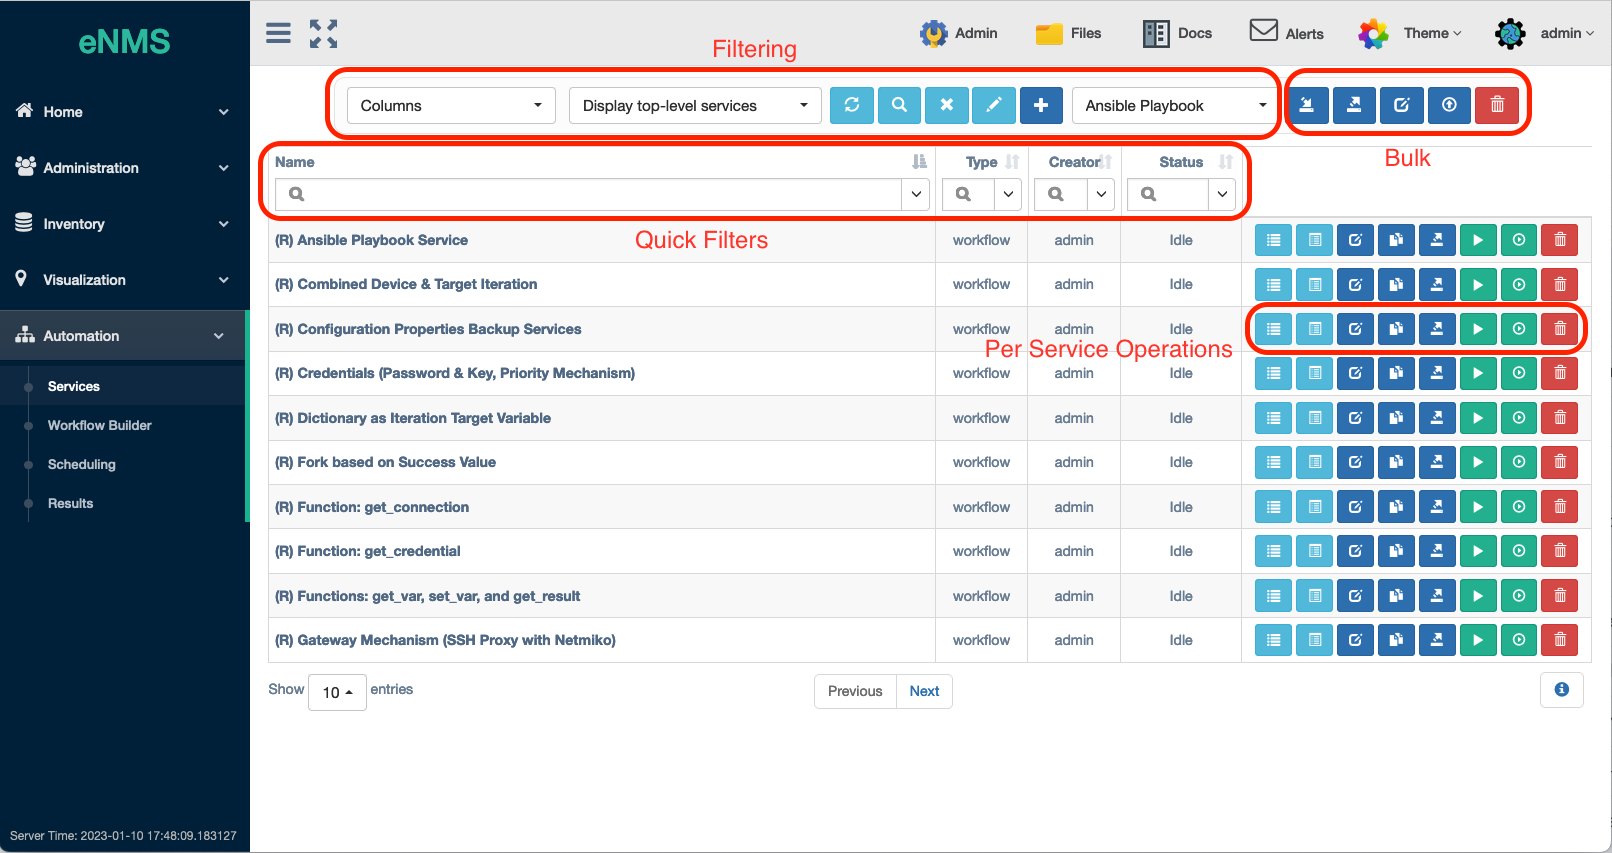 eNMS
Admin
Files
Docs
Alerts
Theme
admin
Filtering
Home
Administration
Inventory
Visualization
Automation
Services
Workflow Builder
Scheduling
Results
Server Time: 2023-01-10 17:48:09.183127
Columns
Display top-level services
Ansible Playbook
Bulk
Name
Type
Creator
Status
Quick Filters
(R) Ansible Playbook Service workflow admin Idle
(R) Combined Device & Target Iteration workflow admin Idle
(R) Configuration Properties Backup Services workflow admin Idle
Per Service Operations
(R) Credentials (Password & Key, Priority Mechanism) workflow admin Idle
(R) Dictionary as Iteration Target Variable workflow admin Idle
(R) Fork based on Success Value workflow admin Idle
(R) Function: get_connection workflow admin Idle
(R) Function: get_credential workflow admin Idle
(R) Functions: get_var, set_var, and get_result workflow admin Idle
(R) Gateway Mechanism (SSH Proxy with Netmiko) workflow admin Idle
Show 10 entries
Previous
Next